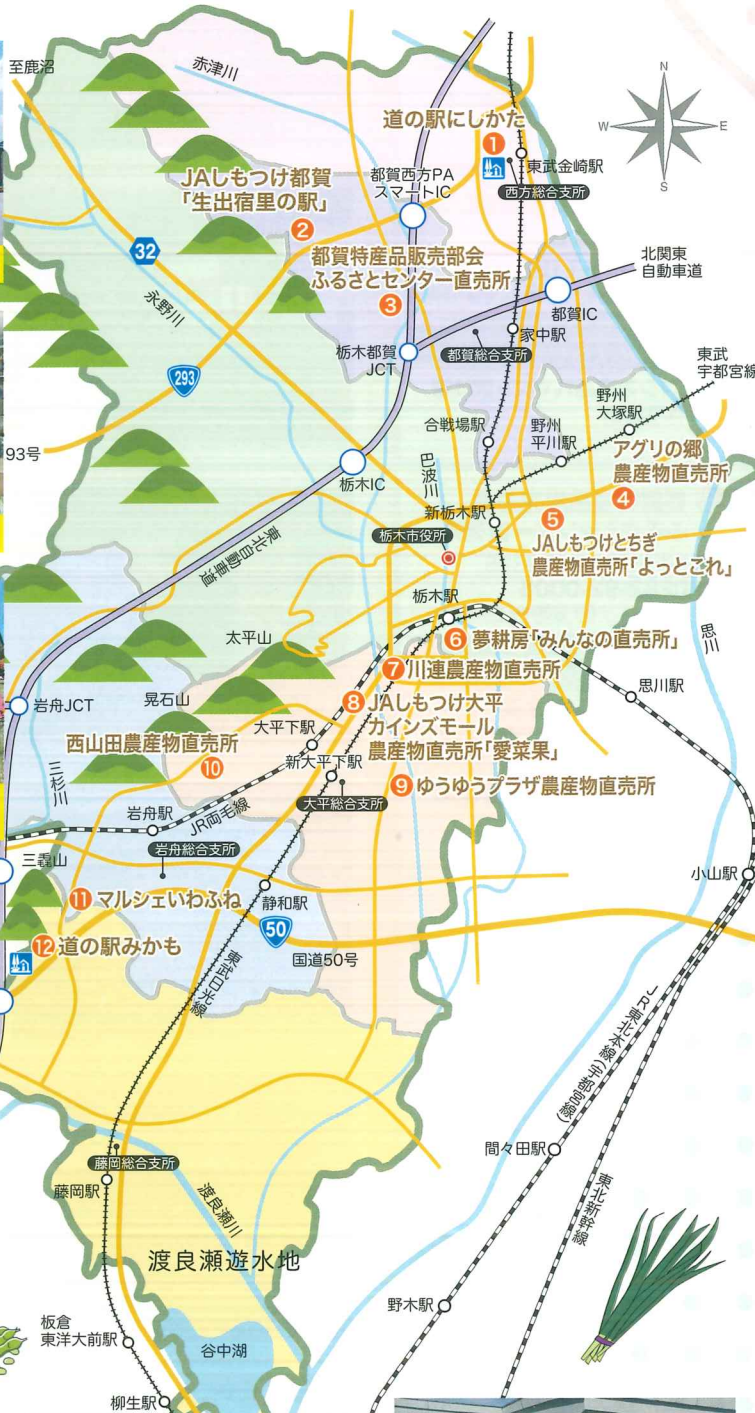 至鹿沼
赤津川
N
W
E
S
道の駅にしかた
1
東武金崎駅
西方総合支所
都賀西方PA
スマートIC
JAしもつけ都賀
「生出宿里の駅」
2
32
都賀特産品販売部会
ふるさとセンター直売所
3
北関東
自動車道
都賀IC
永野川
家中駅
都賀総合支所
栃木都賀
JCT
293
東武
宇都宮線
93号
野州
大塚駅
野州
平川駅
合戦場駅
アグリの郷
農産物直売所
4
巴波川
栃木IC
新栃木駅
5
JAしもつけとちぎ
農産物直売所「よっとこれ」
栃木市役所
東北自動車道
栃木駅
太平山
6
夢耕房「みんなの直売所」
思川
7
川連農産物直売所
思川駅
岩舟JCT
晃石山
8
JAしもつけ大平
カインズモール
農産物直売所「愛菜果」
西山田農産物直売所
10
大平下駅
新大平下駅
三杉川
9
ゆうゆうプラザ農産物直売所
大平総合支所
岩舟駅
JR両毛線
岩舟総合支所
三毳山
小山駅
11
マルシェいわふね
静和駅
50
国道50号
12
道の駅みかも
東武日光線
JR東北本線(宇都宮線)
間々田駅
東北新幹線
藤岡総合支所
藤岡駅
渡良瀬川
渡良瀬遊水地
野木駅
板倉
東洋大前駅
谷中湖
柳生駅